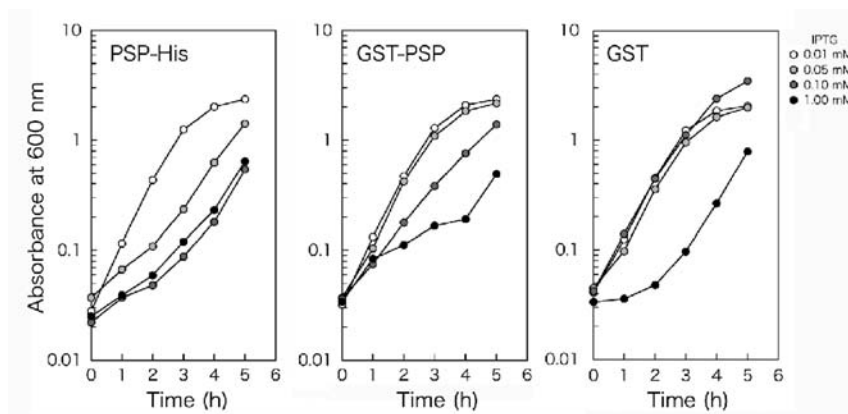 PSP-His
GST-PSP
GST
IPTG
0.01 mM
0.05 mM
0.10 mM
1.00 mM
Absorbance at 600 nm
10
1
0.1
0.01
0 1 2 3 4 5 6
Time (h)
10
1
0.1
0.01
0 1 2 3 4 5 6
Time (h)
10
1
0.1
0.01
0 1 2 3 4 5 6
Time (h)